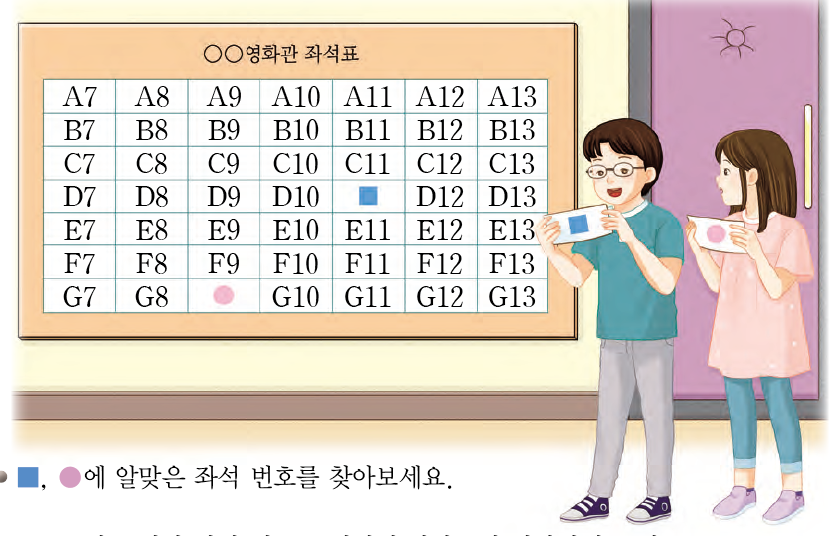 ○○영화관 좌석표
A7 A8 A9 A10 A11 A12 A13
B7 B8 B9 B10 B11 B12 B13
C7 C8 C9 C10 C11 C12 C13
D7 D8 D9 D10 D12 D13
E7 E8 E9 E10 E11 E12 E13
F7 F8 F9 F10 F11 F12 F13
G7 G8 G10 G11 G12 G13
■, ●에 알맞은 좌석 번호를 찾아보세요.